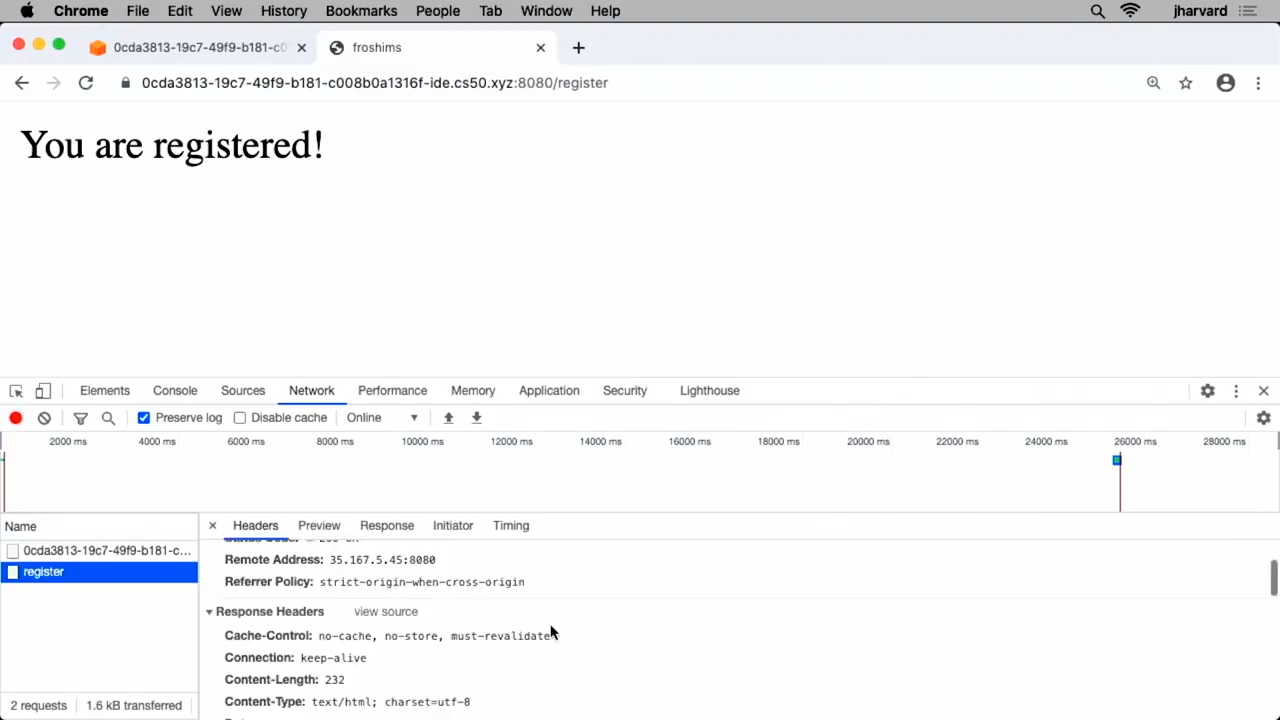 Chrome File Edit View History Bookmarks People Tab Window Help jharvard
0cda3813-19c7-49f9-b181-c0 froshims
0cda3813-19c7-49f9-b181-c008b0a1316f-ide.cs50.xyz:8080/register
You are registered!
Elements Console Sources Network Performance Memory Application Security Lighthouse
Preserve log Disable cache Online
2000 ms 4000 ms 6000 ms 8000 ms 10000 ms 12000 ms 14000 ms 16000 ms 18000 ms 20000 ms 22000 ms 24000 ms 26000 ms 28000 ms
Name Headers Preview Response Initiator Timing
0cda3813-19c7-49f9-b181-c...
register
Remote Address: 35.167.5.45:8080
Referrer Policy: strict-origin-when-cross-origin
Response Headers view source
Cache-Control: no-cache, no-store, must-revalidate
Connection: keep-alive
Content-Length: 232
Content-Type: text/html; charset=utf-8
2 requests 1.6 kB transferred